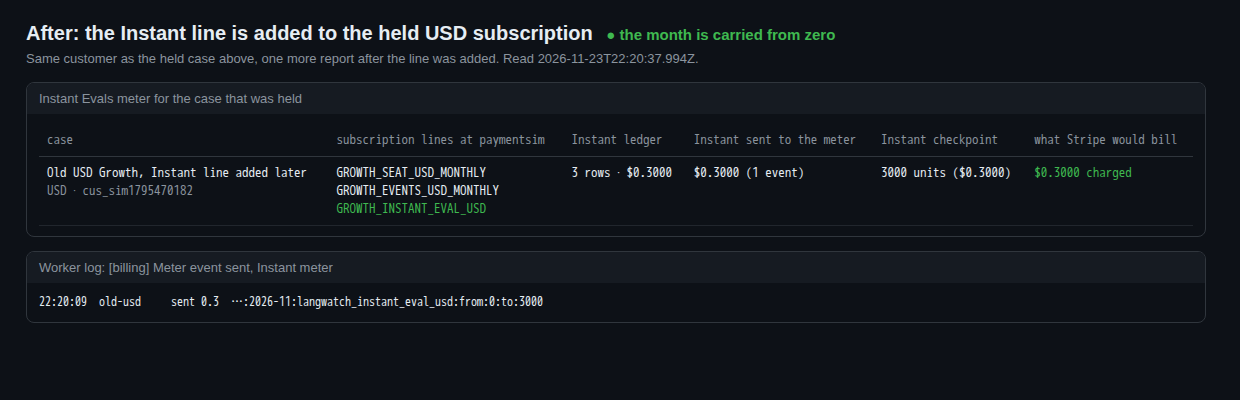 After: the Instant line is added to the held USD subscription ● the month is carried from zero
Same customer as the held case above, one more report after the line was added. Read 2026-11-23T22:20:37.994Z.
Instant Evals meter for the case that was held
case subscription lines at paymentsim Instant ledger Instant sent to the meter Instant checkpoint what Stripe would bill
Old USD Growth, Instant line added later GROWTH_SEAT_USD_MONTHLY 3 rows · $0.3000 $0.3000 (1 event) 3000 units ($0.3000) $0.3000 charged
USD · cus_sim1795470182 GROWTH_EVENTS_USD_MONTHLY
GROWTH_INSTANT_EVAL_USD
Worker log: [billing] Meter event sent, Instant meter
22:20:09 old-usd sent 0.3 ⋯:2026-11:langwatch_instant_eval_usd:from:0:to:3000